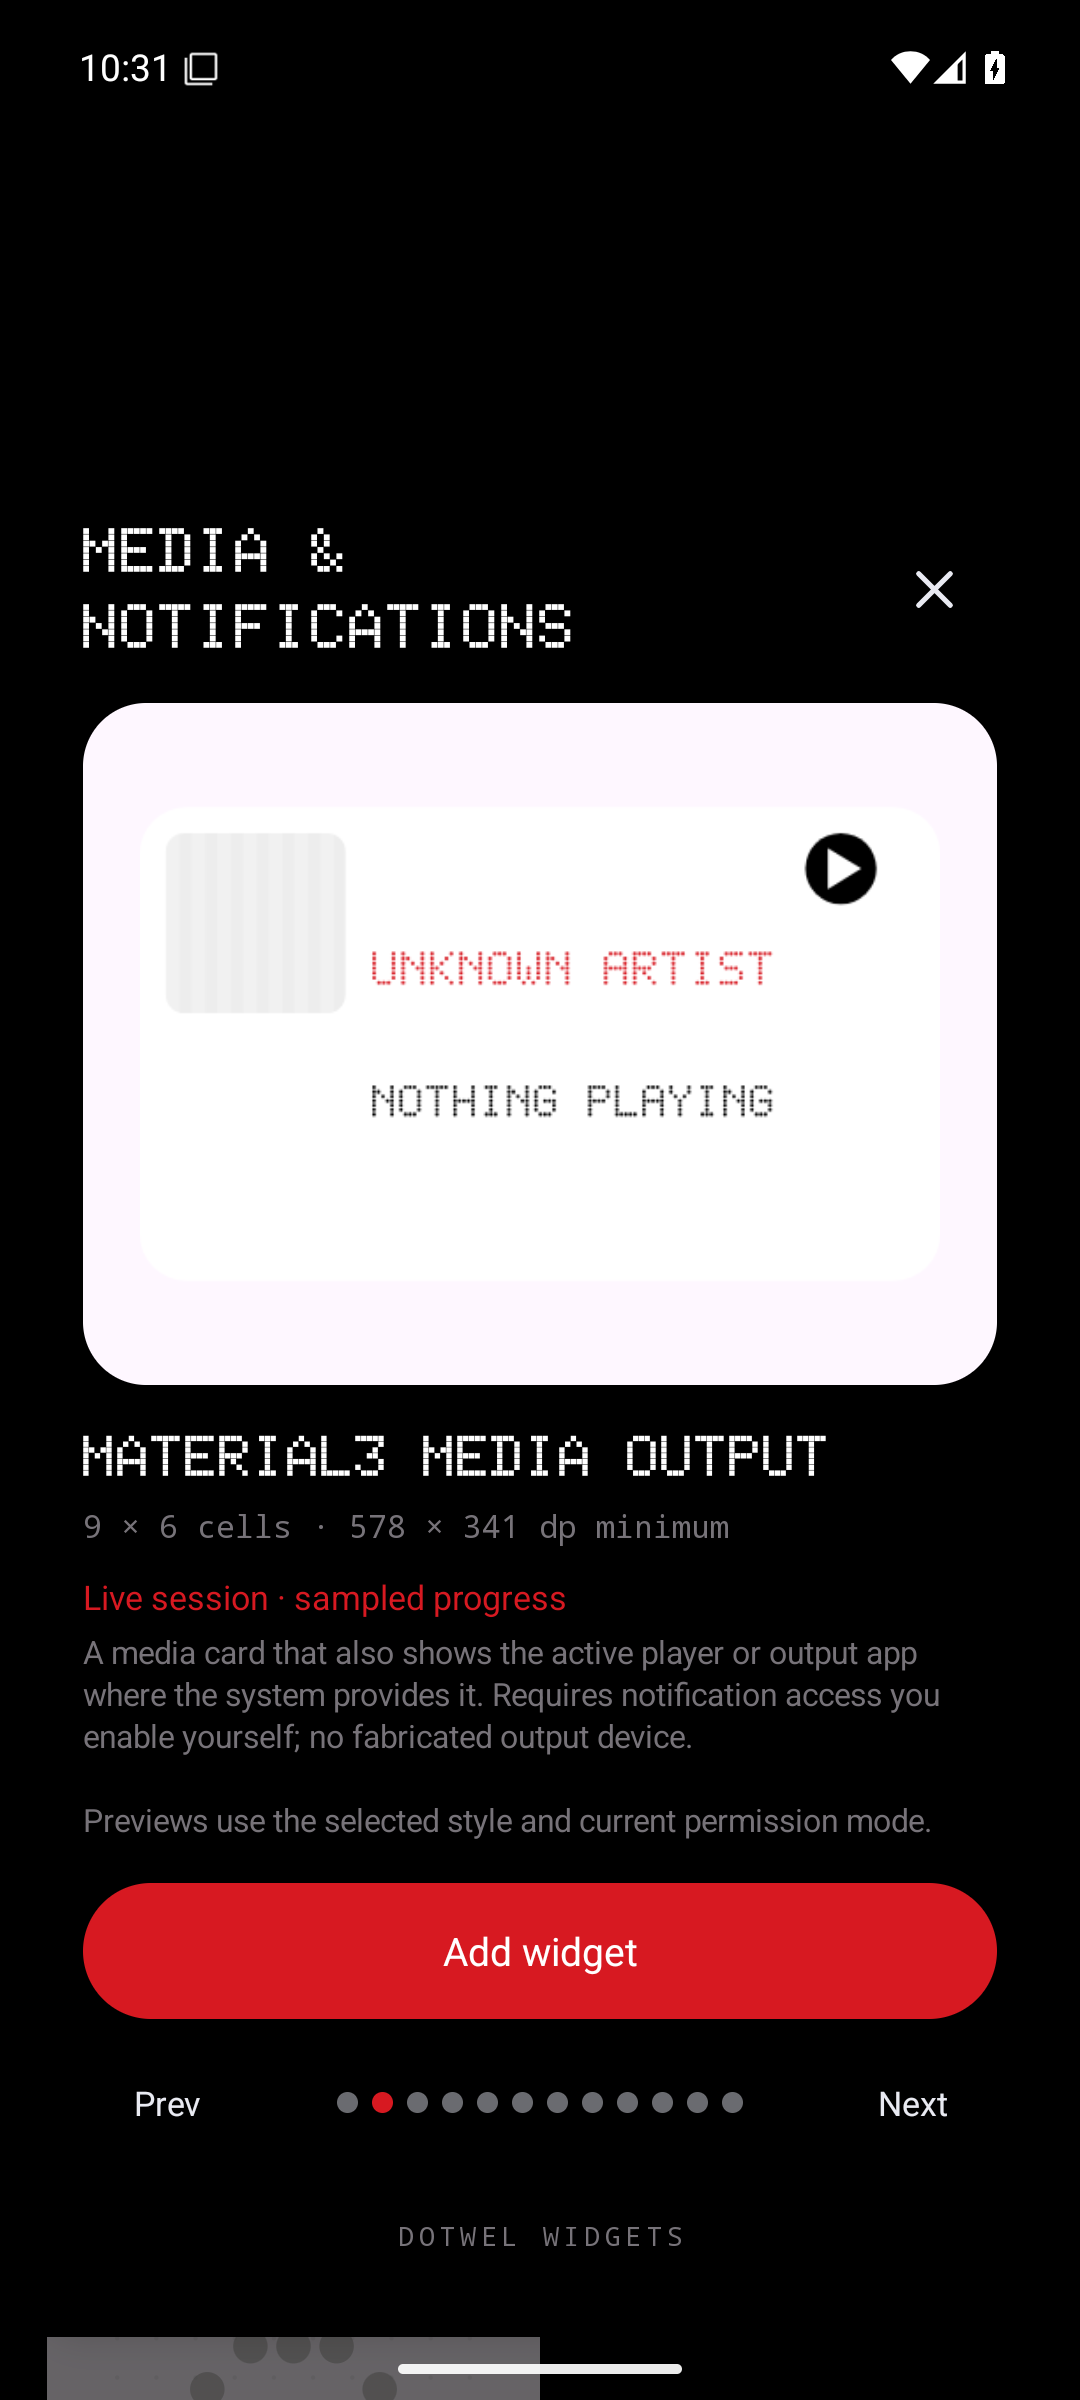 10:31
MEDIA &
NOTIFICATIONS
UNKNOWN ARTIST
NOTHING PLAYING
MATERIAL3 MEDIA OUTPUT
9 × 6 cells · 578 × 341 dp minimum
Live session · sampled progress
A media card that also shows the active player or output app
where the system provides it. Requires notification access you
enable yourself; no fabricated output device.
Previews use the selected style and current permission mode.
Add widget
Prev
Next
DOTWEL WIDGETS